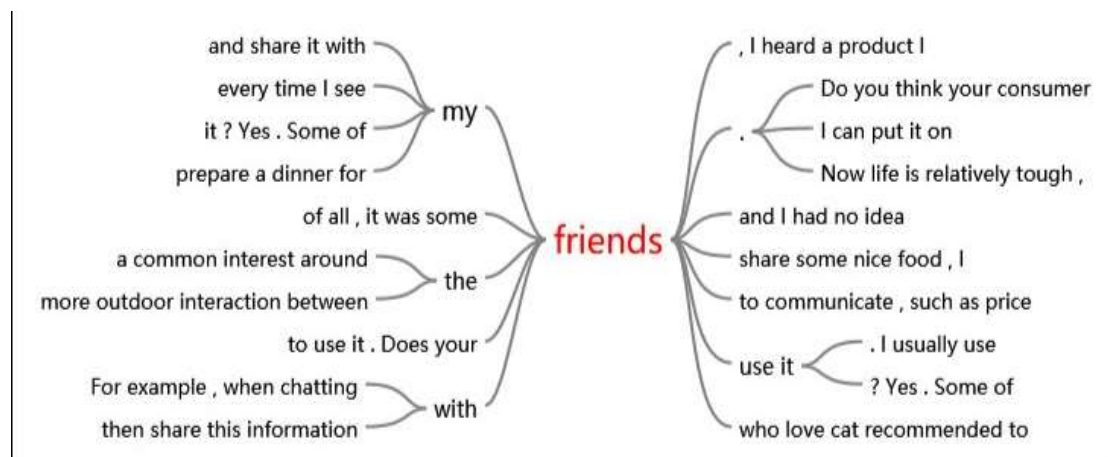 and share it with
every time I see
it ? Yes . Some of
prepare a dinner for
my
of all , it was some
a common interest around
more outdoor interaction between
the
to use it . Does your
For example , when chatting
then share this information
with
friends
, I heard a product I
.
Do you think your consumer
I can put it on
Now life is relatively tough ,
and I had no idea
share some nice food , I
to communicate , such as price
use it
. I usually use
? Yes . Some of
who love cat recommended to